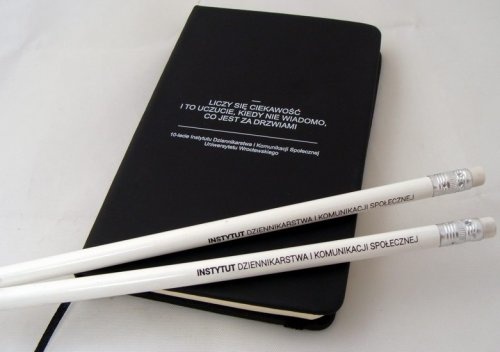 LICZY SIĘ CIEKAWOŚĆ
I TO UCZUCIE, KIEDY NIE WIADOMO,
CO JEST ZA DRZWIAMI
10-lecie Instytutu Dziennikarstwa i Komunikacji Społecznej
Uniwersytetu Wrocławskiego
INSTYTUT DZIENNIKARSTWA I KOMUNIKACJI SPOŁECZNEJ
INSTYTUT DZIENNIKARSTWA I KOMUNIKACJI SPOŁECZNEJ